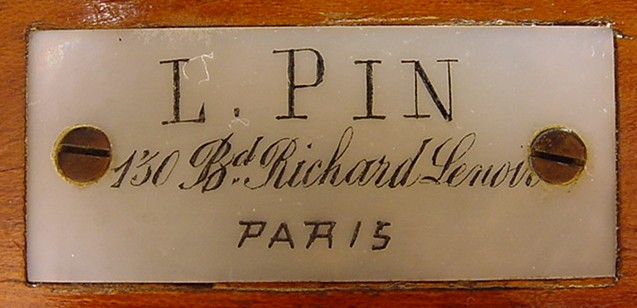 L. PIN
130 Bd. Richard Lenoir
PARIS